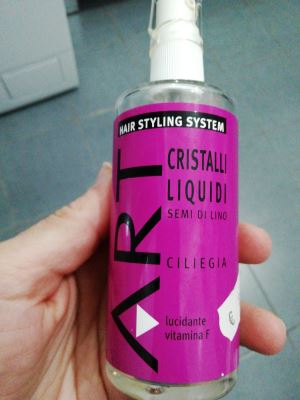 HAIR STYLING SYSTEM
ART
CRISTALLI
LIQUIDI
SEMI DI LINO
CILIEGIA
lucidante
vitamina F